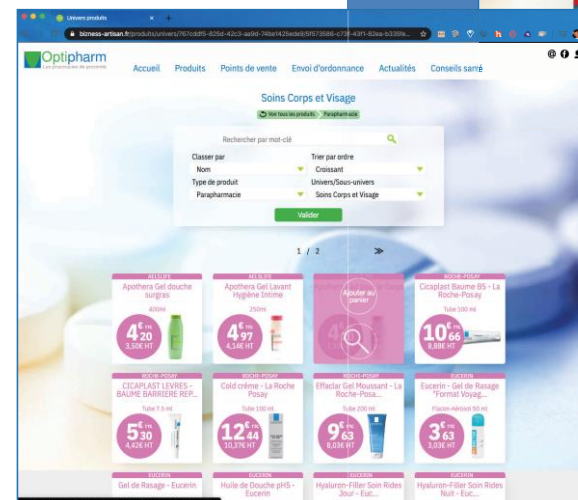 Univers produits
bizness-artisan.fr/produits/univers/767cddf5-825d-42c3-aa9d-74be1425ede9/5f573586-c73f-43f1-82ea-b335fe...
Optipharm
Les pharmacies de proximité
Accueil Produits Points de vente Envoi d'ordonnance Actualités Conseils santé
Soins Corps et Visage
Voir tous les produits Parapharmacie
Rechercher par mot-clé
Classer par Trier par ordre
Nom Croissant
Type de produit Univers/Sous-univers
Parapharmacie Soins Corps et Visage
Valider
1 / 2 >>
AELSLIFE
Apothera Gel douche surgras
400ml
4€ TTC 20
3,50€ HT
AELSLIFE
Apothera Gel Lavant Hygiène Intime
250ml
4€ TTC 97
4,14€ HT
Ajouter au panier
ROCHE-POSAY
Cicaplast Baume B5 - La Roche-Posay
Tube 100 ml
10€ TTC 66
8,88€ HT
ROCHE-POSAY
CICAPLAST LEVRES - BAUME BARRIERE REP...
Tube 7.5 ml
5€ TTC 30
4,42€ HT
ROCHE-POSAY
Cold crème - La Roche Posay
Tube 100 ml
12€ TTC 44
10,37€ HT
ROCHE-POSAY
Effaclar Gel Moussant - La Roche-Posa...
Tube 200 ml
9€ TTC 63
8,03€ HT
EUCERIN
Eucerin - Gel de Rasage "Format Voyag...
Flacon-Aérosol 50 ml
3€ TTC 63
3,03€ HT
EUCERIN
Gel de Rasage - Eucerin
EUCERIN
Huile de Douche pH5 - Eucerin
EUCERIN
Hyaluron-Filler Soin Rides Jour - Euc...
EUCERIN
Hyaluron-Filler Soin Rides Nuit - Euc...